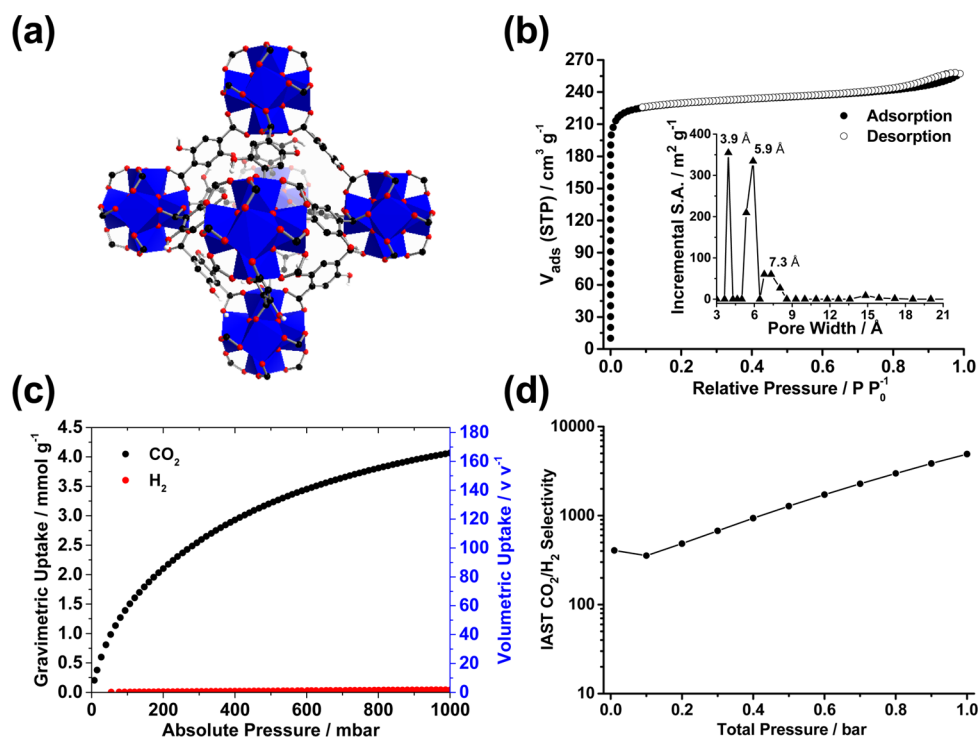 (a)
(b)
270
240
210
180
150
120
90
60
30
0
V_ads (STP) / cm³ g⁻¹
Adsorption
Desorption
400
300
200
100
0
Incremental S.A. / m² g⁻¹
3.9 Å
5.9 Å
7.3 Å
3 6 9 12 15 18 21
Pore Width / Å
0.0 0.2 0.4 0.6 0.8 1.0
Relative Pressure / P P₀⁻¹
(c)
4.5
4.0
3.5
3.0
2.5
2.0
1.5
1.0
0.5
0.0
Gravimetric Uptake / mmol g⁻¹
CO₂
H₂
180
160
140
120
100
80
60
40
20
0
Volumetric Uptake / v v⁻¹
0 200 400 600 800 1000
Absolute Pressure / mbar
(d)
10000
1000
100
10
IAST CO₂/H₂ Selectivity
0.0 0.2 0.4 0.6 0.8 1.0
Total Pressure / bar